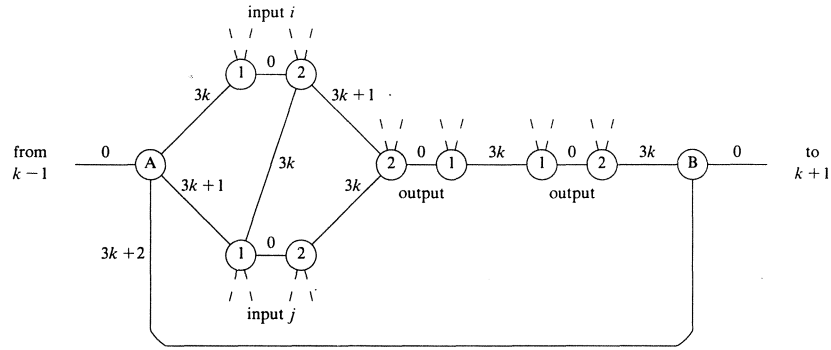 input i
0
1 2
3k 3k + 1
from 0 2 0 1 3k 1 0 2 3k B 0 to
k − 1 A k + 1
3k + 1 3k 3k output output
3k + 2 1 0 2
input j